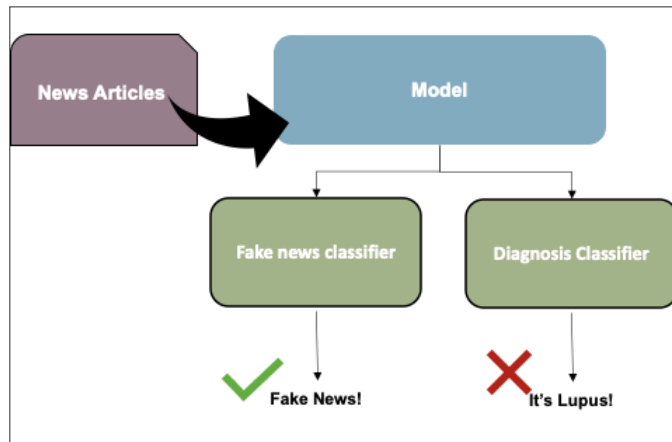 News Articles
Model
Fake news classifier
Diagnosis Classifier
Fake News!
It's Lupus!